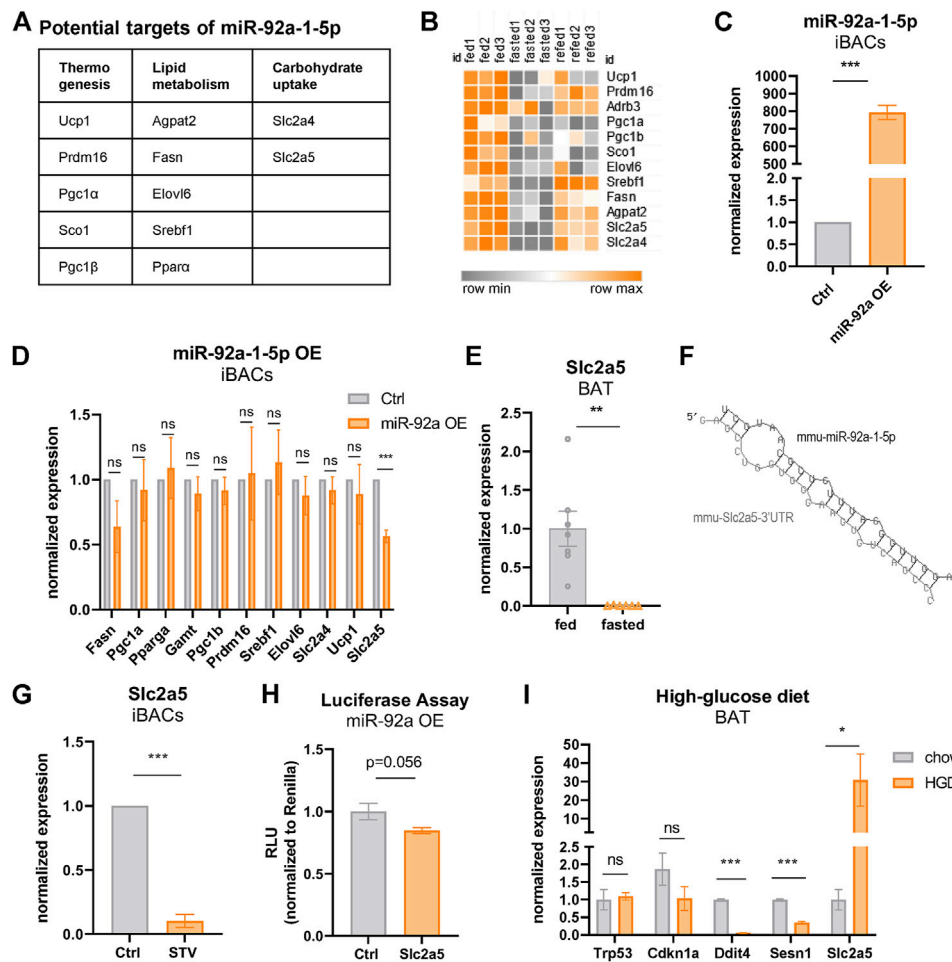 A Potential targets of miR-92a-1-5p
Thermo genesis
Lipid metabolism
Carbohydrate uptake
Ucp1 Agpat2 Slc2a4
Prdm16 Fasn Slc2a5
Pgc1α Elovl6
Sco1 Srebf1
Pgc1β Pparα
B
id fed1 fed2 fed3 fasted1 fasted2 fasted3 refed1 refed2 refed3 id
Ucp1
Prdm16
Adrb3
Pgc1a
Pgc1b
Sco1
Elovl6
Srebf1
Fasn
Agpat2
Slc2a5
Slc2a4
row min row max
C
miR-92a-1-5p
iBACs
***
normalized expression
1000
900
800
700
600
500
400
300
200
100
2.0
1.5
1.0
0.5
0.0
Ctrl miR-92a OE
D
miR-92a-1-5p OE
iBACs
Ctrl
miR-92a OE
normalized expression
1.5
1.0
0.5
0.0
ns ns ns ns ns ns ns ns ns ns ***
Fasn Pgc1a Pparga Gamt Pgc1b Prdm16 Srebf1 Elovl6 Slc2a4 Ucp1 Slc2a5
E
Slc2a5
BAT
**
normalized expression
2.5
2.0
1.5
1.0
0.5
0.0
fed fasted
F
5'
mmu-miR-92a-1-5p
mmu-Slc2a5-3'UTR
G
Slc2a5
iBACs
***
normalized expression
1.5
1.0
0.5
0.0
Ctrl STV
H
Luciferase Assay
miR-92a OE
p=0.056
RLU
(normalized to Renilla)
1.5
1.0
0.5
0.0
Ctrl Slc2a5
I
High-glucose diet
BAT
chow
HGD
normalized expression
50
40
30
20
10
2.0
1.5
1.0
0.5
0.0
ns ns *** *** *
Trp53 Cdkn1a Ddit4 Sesn1 Slc2a5